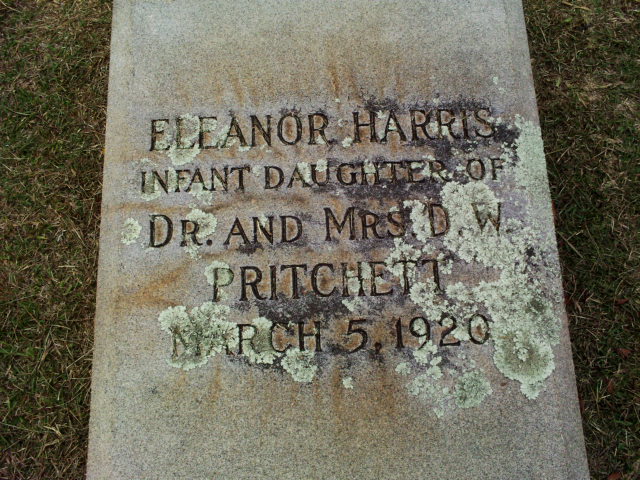 ELEANOR HARRIS
INFANT DAUGHTER OF
DR. AND MRS. D. W.
PRITCHETT
MARCH 5, 1920